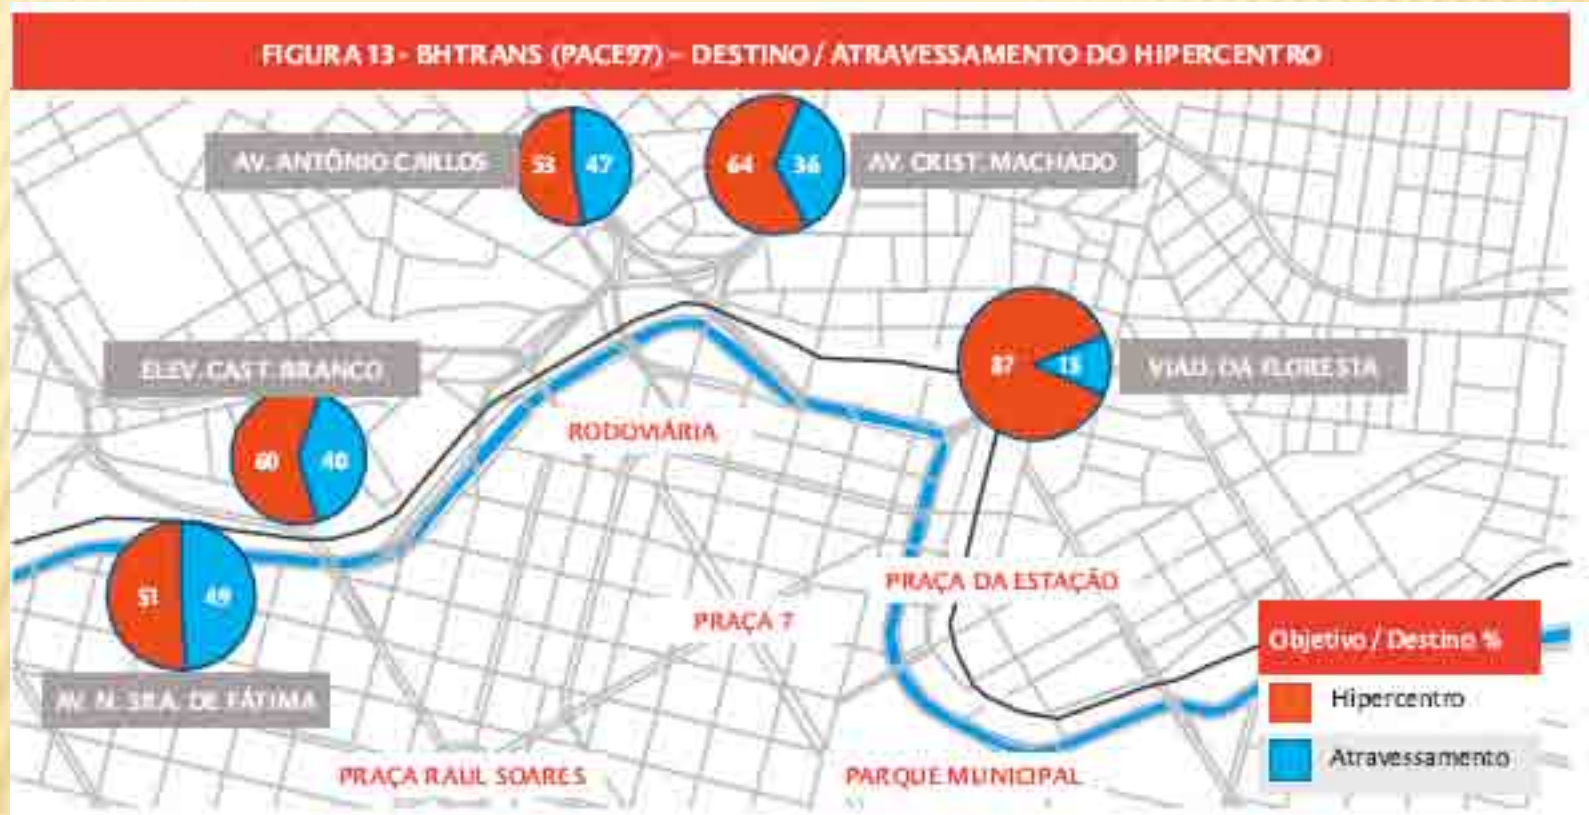 FIGURA 13 - BHTRANS (PACE97) - DESTINO / ATRAVESSAMENTO DO HIPERCENTRO
AV. ANTÔNIO CARLOS
53 47
64 36
AV. CRIST. MACHADO
87 13
VIAD. DA FLORESTA
ELEV. CAST. BRANCO
60 40
RODOVIÁRIA
51 49
AV. N. SRA. DE FÁTIMA
PRAÇA DA ESTAÇÃO
PRAÇA 7
PRAÇA RAUL SOARES
PARQUE MUNICIPAL
Objetivo / Destino %
Hipercentro
Atravessamento